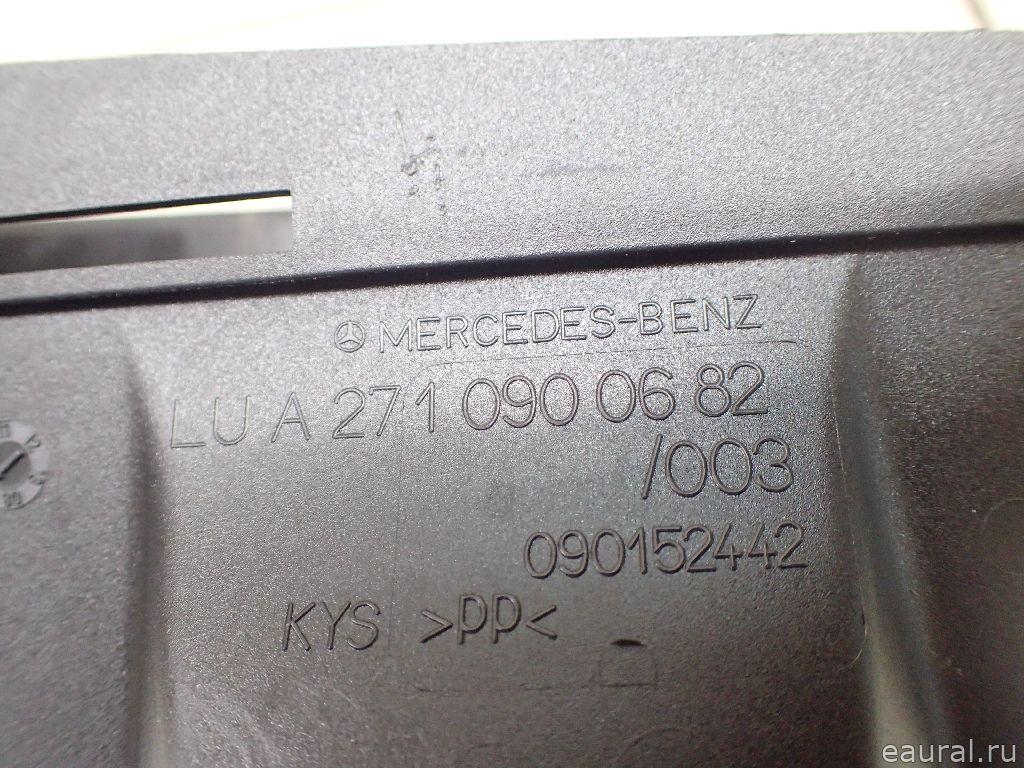 MERCEDES-BENZ
LU A 271 090 06 82
/003
090152442
KYS >PP<
eaural.ru